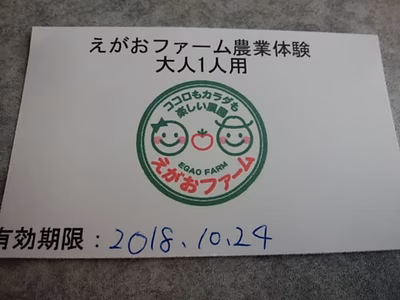 えがおファーム農業体験
大人1人用
ココロもカラダも
楽しい農園
EGAO FARM
えがおファーム
有効期限：2018.10.24